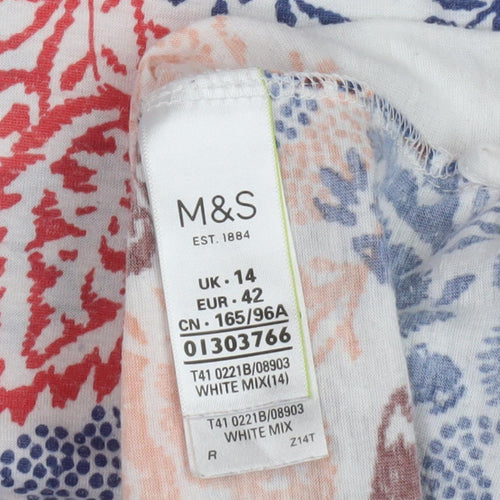 M&S
EST. 1884
UK · 14
EUR · 42
CN · 165/96A
01303766
T41 0221B/08903
WHITE MIX(14)
T41 0221B/08903
WHITE MIX
R Z14T